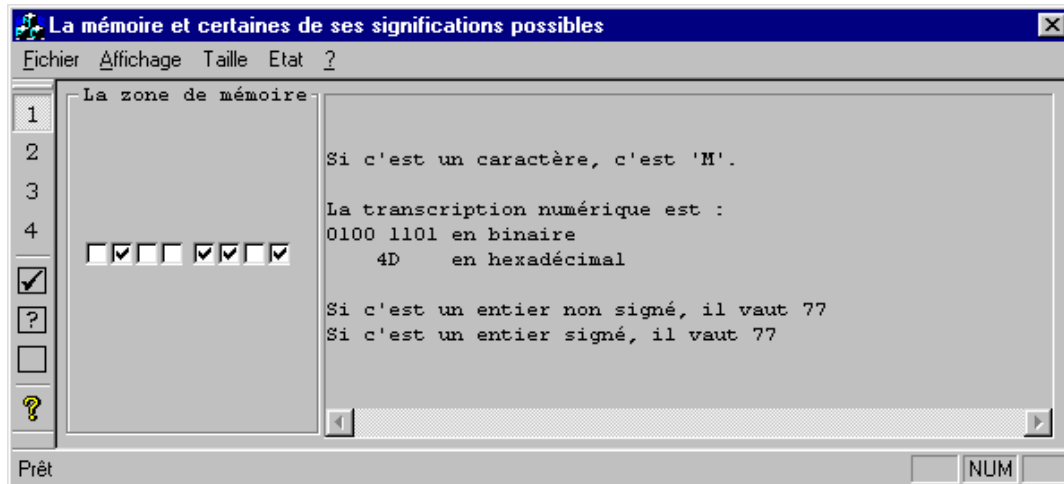 La mémoire et certaines de ses significations possibles
Fichier Affichage Taille Etat ?
La zone de mémoire
1
2
3
4
?
?
Si c'est un caractère, c'est 'M'.
La transcription numérique est :
0100 1101 en binaire
4D en hexadécimal
Si c'est un entier non signé, il vaut 77
Si c'est un entier signé, il vaut 77
Prêt
NUM